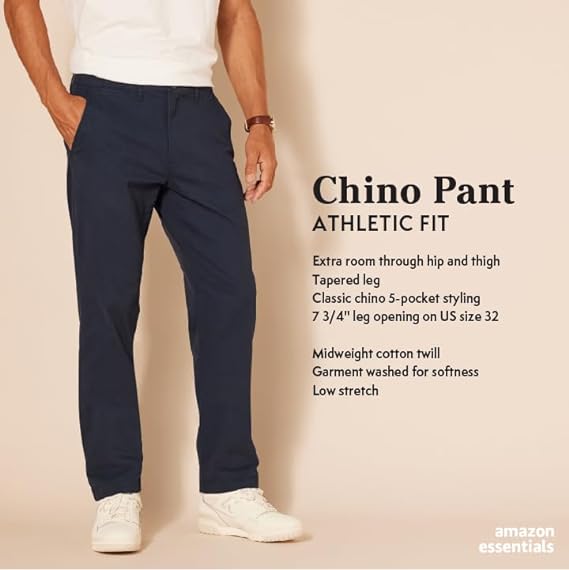 Chino Pant
ATHLETIC FIT
Extra room through hip and thigh
Tapered leg
Classic chino 5-pocket styling
7 3/4" leg opening on US size 32
Midweight cotton twill
Garment washed for softness
Low stretch
amazon
essentials